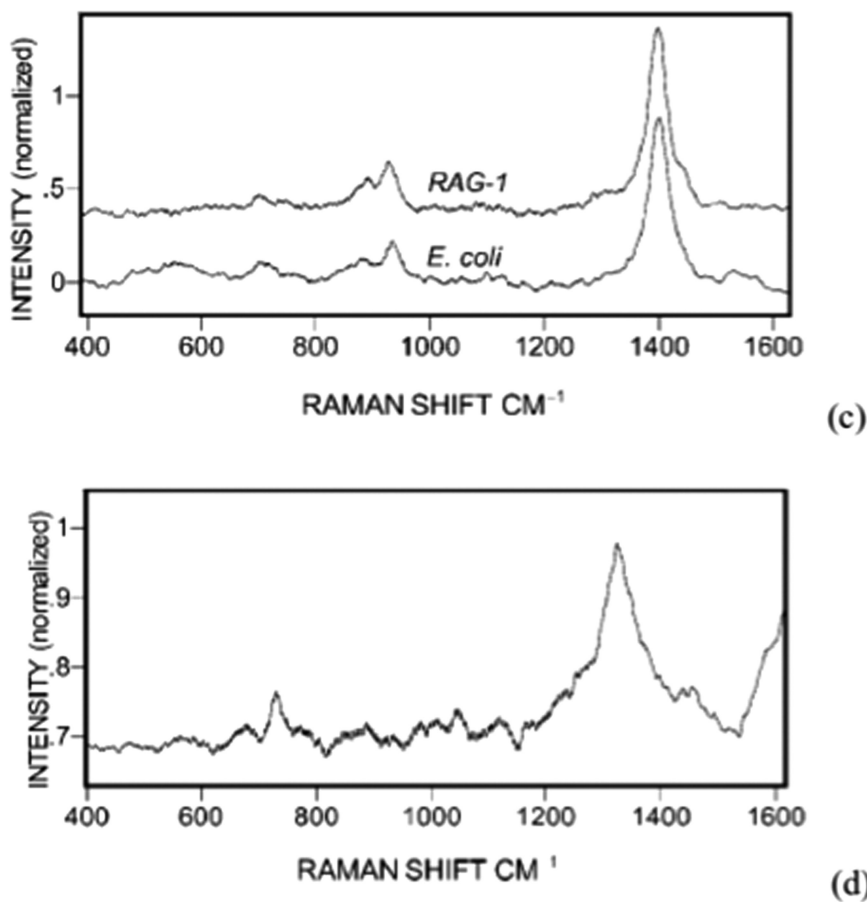 INTENSITY (normalized)
1
.5
0
RAG-1
E. coli
400 600 800 1000 1200 1400 1600
RAMAN SHIFT CM⁻¹
(c)
INTENSITY (normalized)
1
.9
.8
.7
400 600 800 1000 1200 1400 1600
RAMAN SHIFT CM⁻¹
(d)